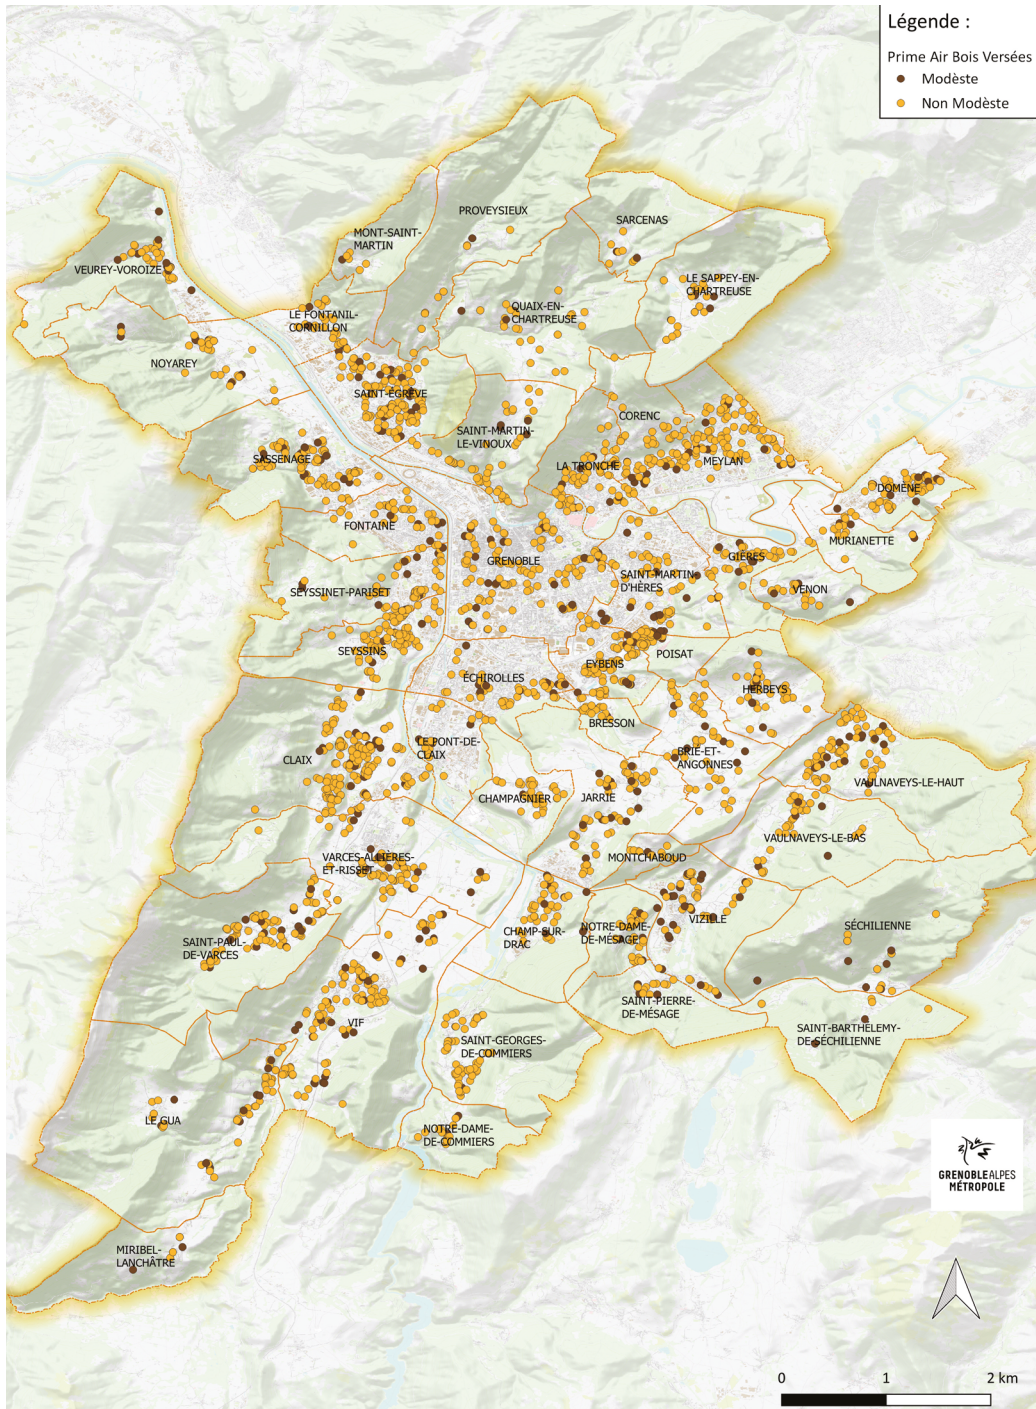 Légende :
Prime Air Bois Versées
Modèste
Non Modèste
PROVEYSIEUX
SARCENAS
MONT-SAINT-
MARTIN
VEUREY-VOROIZE
LE SAPPEY-EN-
CHARTREUSE
QUAIX-EN-
CHARTREUSE
LE FONTANIL-
CORNILLON
NOYAREY
SAINT-ÉGRÈVE
CORENC
SAINT-MARTIN-
LE-VINOUX
SASSENAGE
LA TRONCHE
MEYLAN
DOMÈNE
FONTAINE
MURIANETTE
GRENOBLE
GIÈRES
SAINT-MARTIN-
D'HÈRES
SEYSSINET-PARISET
VENON
SEYSSINS
POISAT
EYBENS
ÉCHIROLLES
HERBEYS
BRESSON
LE PONT-DE-
CLAIX
CLAIX
BRIE-ET-
ANGONNES
VAULNAVEYS-LE-HAUT
CHAMPAGNIER
JARRIE
VAULNAVEYS-LE-BAS
VARCES-ALLIÈRES-
ET-RISSET
MONTCHABOUD
VIZILLE
SÉCHILIENNE
NOTRE-DAME-
DE-MÉSAGE
CHAMP-SUR-
DRAC
SAINT-PAUL-
DE-VARCES
SAINT-PIERRE-
DE-MÉSAGE
VIF
SAINT-BARTHÉLEMY-
DE-SÉCHILIENNE
SAINT-GEORGES-
DE-COMMIERS
LE GUA
NOTRE-DAME-
DE-COMMIERS
GRENOBLEALPES
MÉTROPOLE
MIRIBEL-
LANCHÂTRE
0 1 2 km